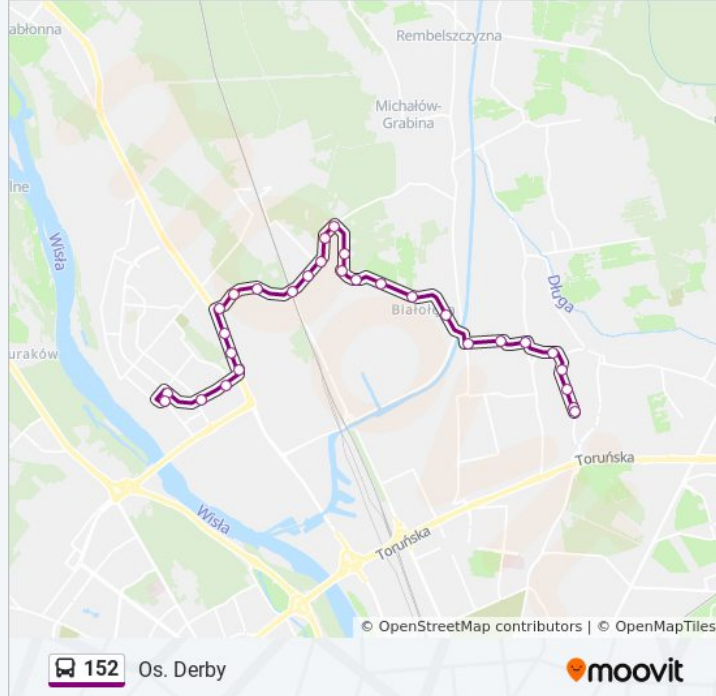 abłonna
Rembelszczyzna
Michałów-
Grabina
lne
Wisła
Długa
Białołęka
uraków
Toruńska
Wisła
Toruńska
© OpenStreetMap contributors | © OpenMapTiles
152 Os. Derby
moovit